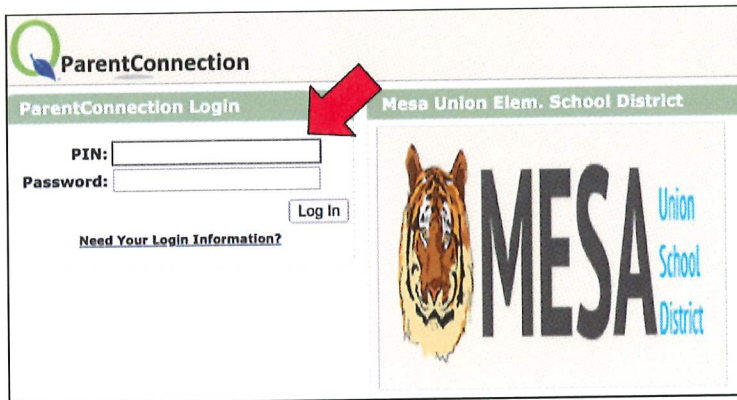 ParentConnection
ParentConnection Login
PIN:
Password:
Log In
Need Your Login Information?
Mesa Union Elem. School District
MESA
Union
School
District